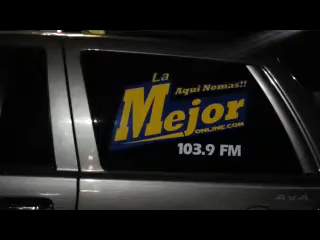 La
Aqui Nomas!!
Mejor
ONLINE.COM
103.9 FM
4X4